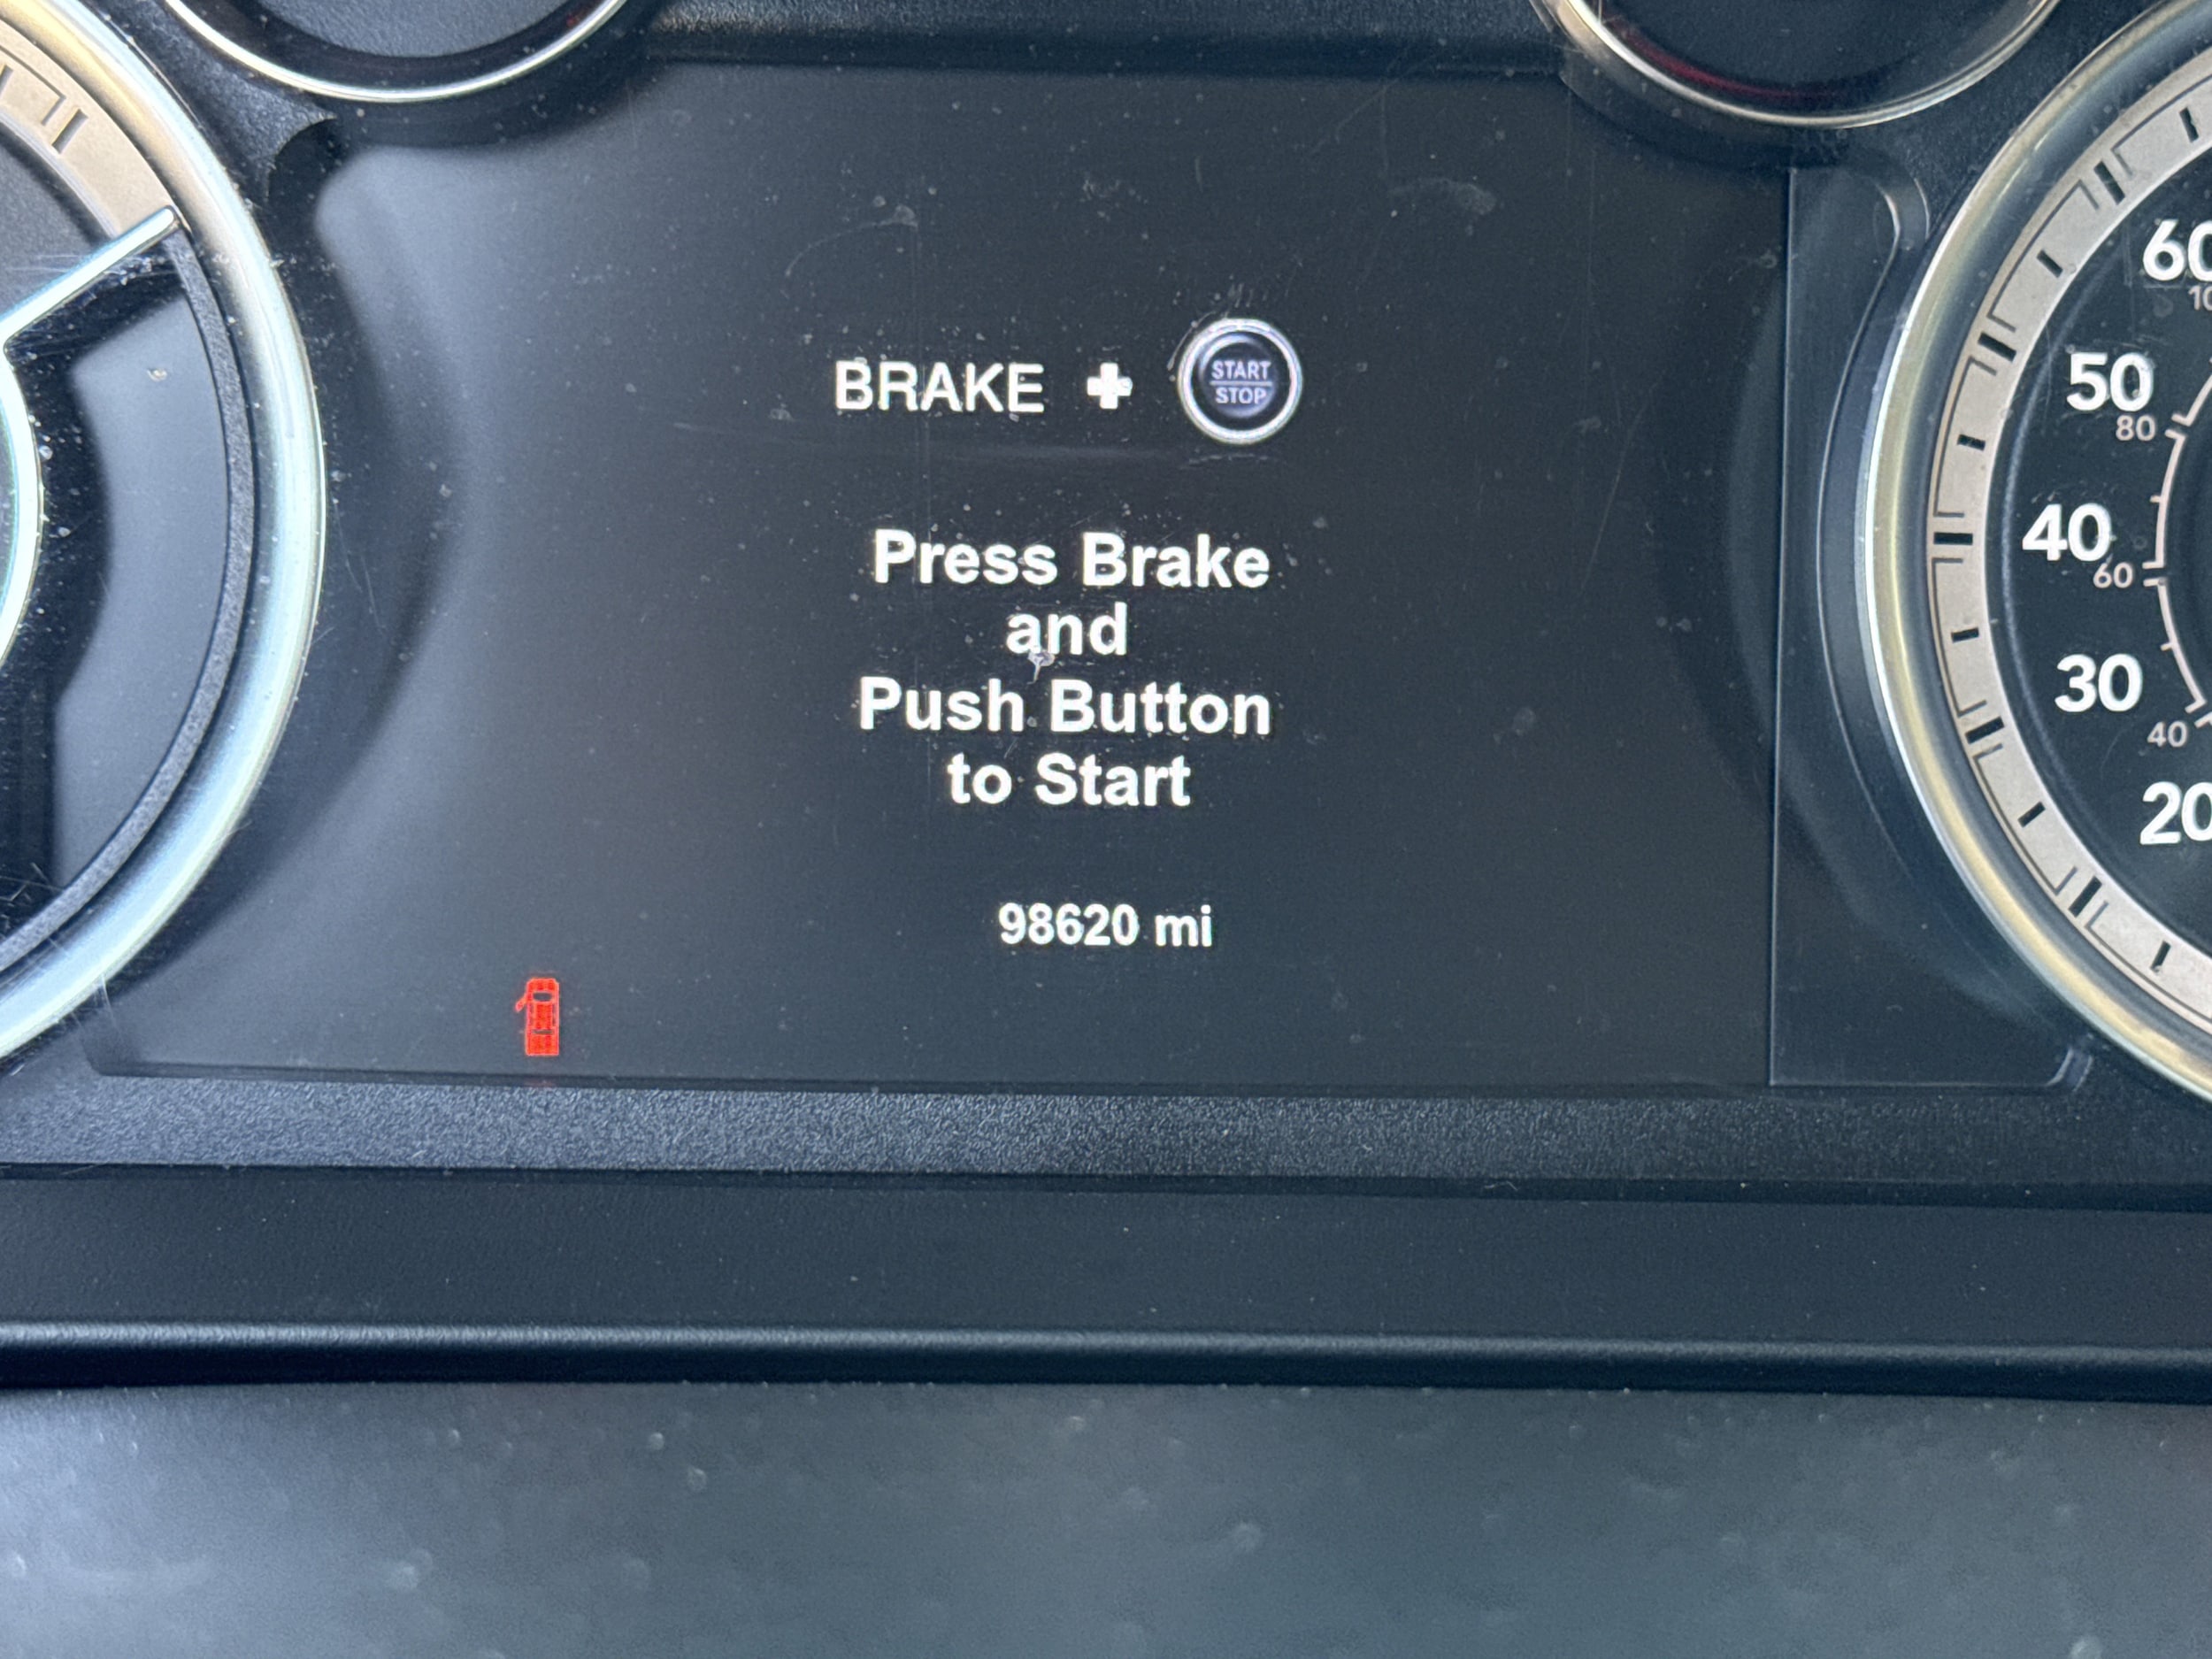 BRAKE + START
STOP
Press Brake
and
Push Button
to Start
98620 mi
60
50
80
40
60
30
40
20